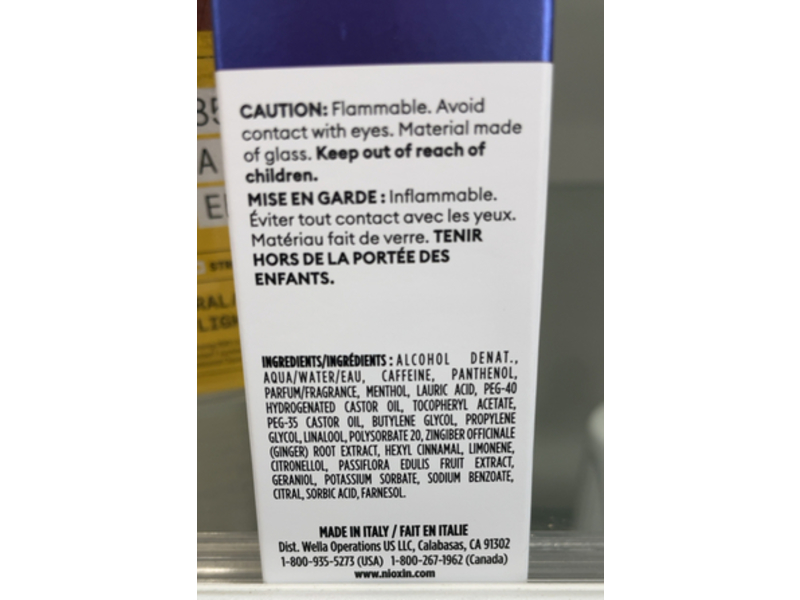 CAUTION: Flammable. Avoid
contact with eyes. Material made
of glass. Keep out of reach of
children.
MISE EN GARDE : Inflammable.
Éviter tout contact avec les yeux.
Matériau fait de verre. TENIR
HORS DE LA PORTÉE DES
ENFANTS.
INGREDIENTS/INGRÉDIENTS : ALCOHOL DENAT.,
AQUA/WATER/EAU, CAFFEINE, PANTHENOL,
PARFUM/FRAGRANCE, MENTHOL, LAURIC ACID, PEG-40
HYDROGENATED CASTOR OIL, TOCOPHERYL ACETATE,
PEG-35 CASTOR OIL, BUTYLENE GLYCOL, PROPYLENE
GLYCOL, LINALOOL, POLYSORBATE 20, ZINGIBER OFFICINALE
(GINGER) ROOT EXTRACT, HEXYL CINNAMAL, LIMONENE,
CITRONELLOL, PASSIFLORA EDULIS FRUIT EXTRACT,
GERANIOL, POTASSIUM SORBATE, SODIUM BENZOATE,
CITRAL, SORBIC ACID, FARNESOL.
MADE IN ITALY / FAIT EN ITALIE
Dist. Wella Operations US LLC, Calabasas, CA 91302
1-800-935-5273 (USA) 1-800-267-1962 (Canada)
www.nioxin.com